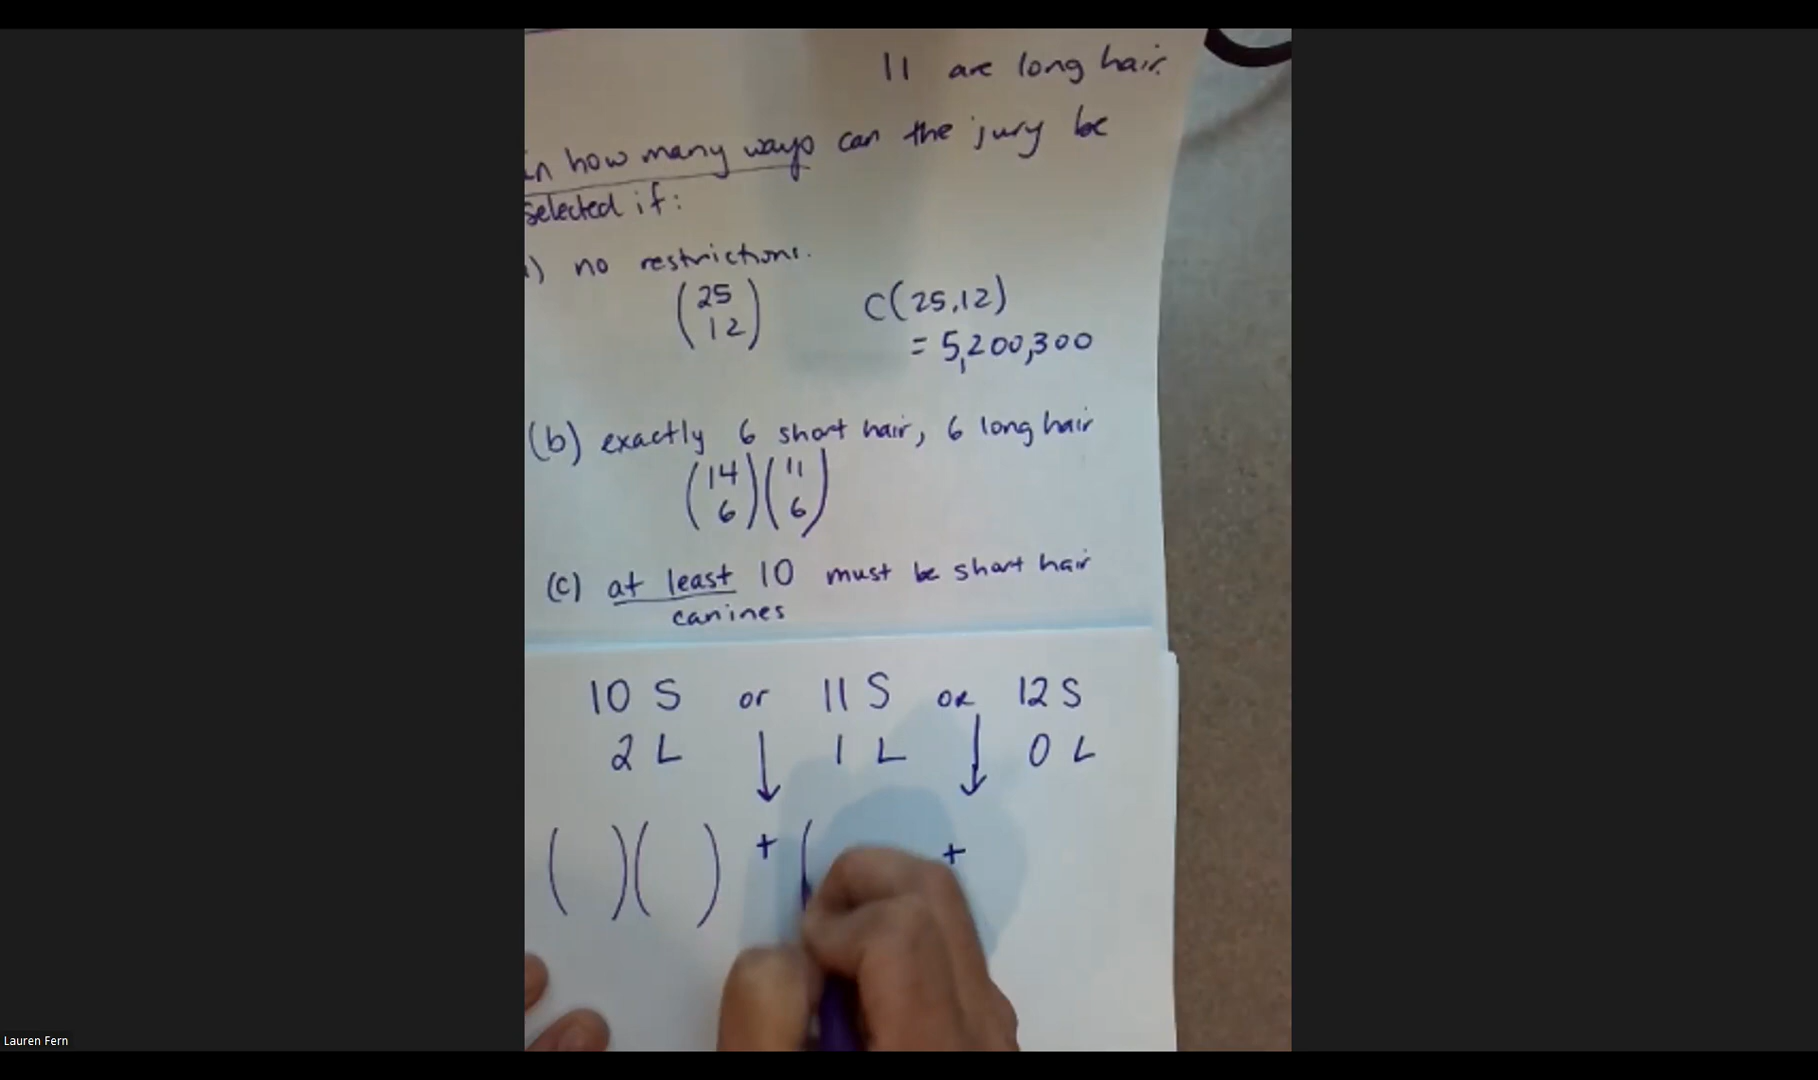 11 are long hair.
in how many ways can the jury be
selected if:
) no restrictions.
(25 12) C(25,12)
= 5,200,300
(b) exactly 6 short hair, 6 long hair
(14 6)(11 6)
(c) at least 10 must be short hair
canines
10 S or 11 S or 12 S
2 L ↓ 1 L ↓ 0 L
( )( ) + ( +
Lauren Fern